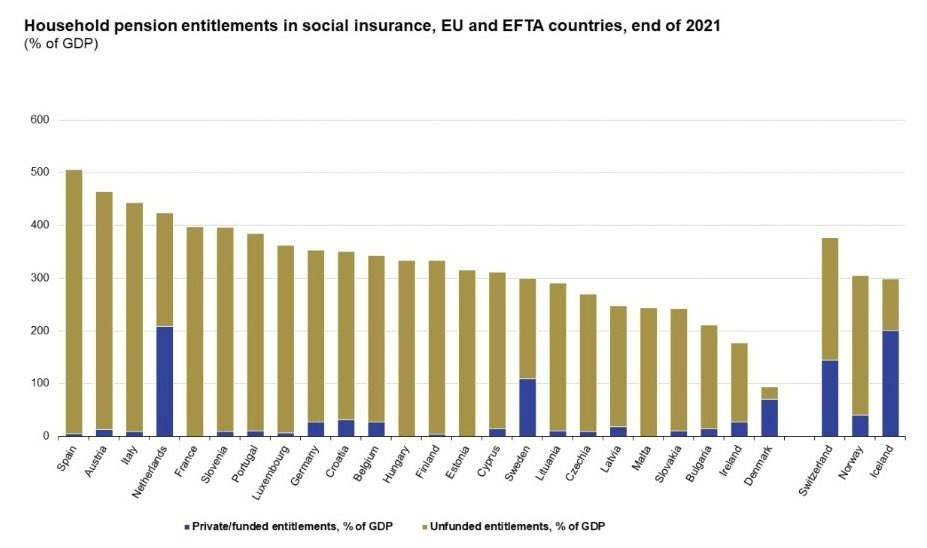 Household pension entitlements in social insurance, EU and EFTA countries, end of 2021
(% of GDP)
600
500
400
300
200
100
0
Spain
Austria
Italy
Netherlands
France
Slovenia
Portugal
Luxembourg
Germany
Croatia
Belgium
Hungary
Finland
Estonia
Cyprus
Sweden
Lithuania
Czechia
Latvia
Malta
Slovakia
Bulgaria
Ireland
Denmark
Switzerland
Norway
Iceland
Private/funded entitlements, % of GDP
Unfunded entitlements, % of GDP